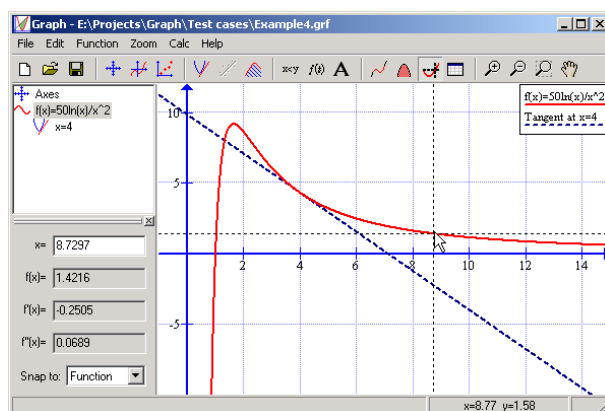 Graph - E:\Projects\Graph\Test cases\Example4.grf
File Edit Function Zoom Calc Help
x<y f(x) A
Axes
f(x)=50ln(x)/x^2
x=4
x= 8.7297
f(x)= 1.4216
f'(x)= -0.2505
f''(x)= 0.0689
Snap to: Function
10
5
-5
2 4 6 8 10 12 14
f(x)=50ln(x)/x^2
Tangent at x=4
x=8.77 y=1.58